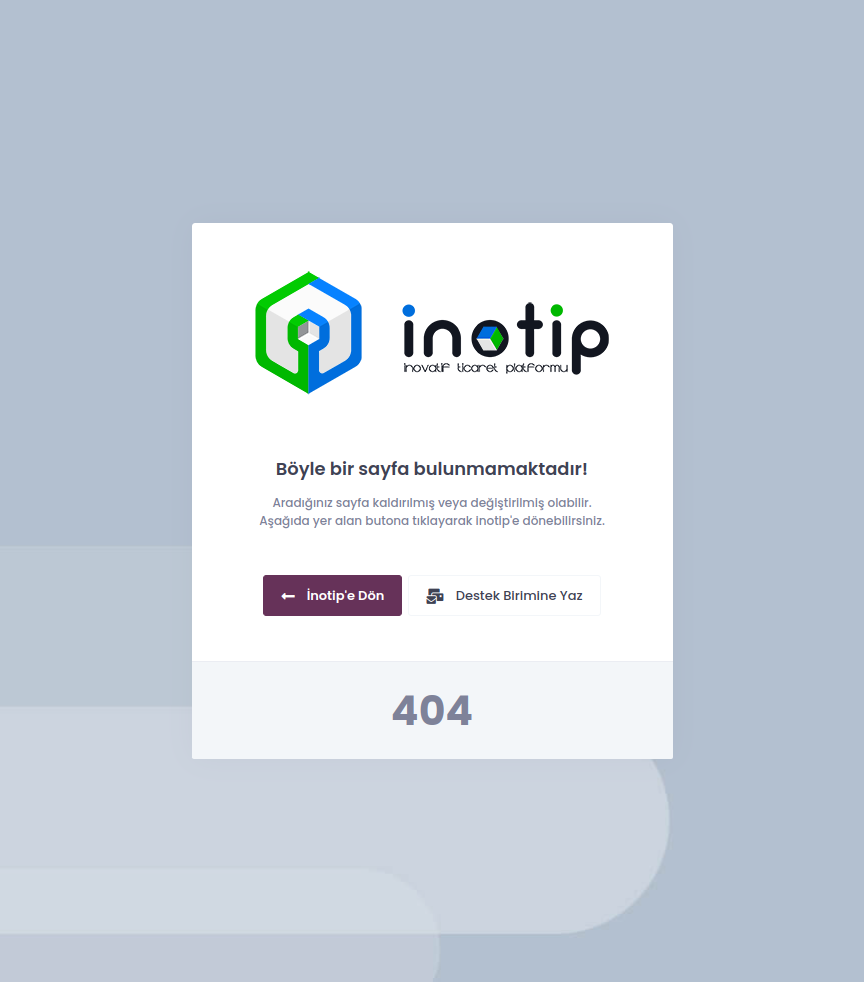 inotip
inovatif ticaret platformu
Böyle bir sayfa bulunmamaktadır!
Aradığınız sayfa kaldırılmış veya değiştirilmiş olabilir.
Aşağıda yer alan butona tıklayarak inotip'e dönebilirsiniz.
İnotip'e Dön
Destek Birimine Yaz
404